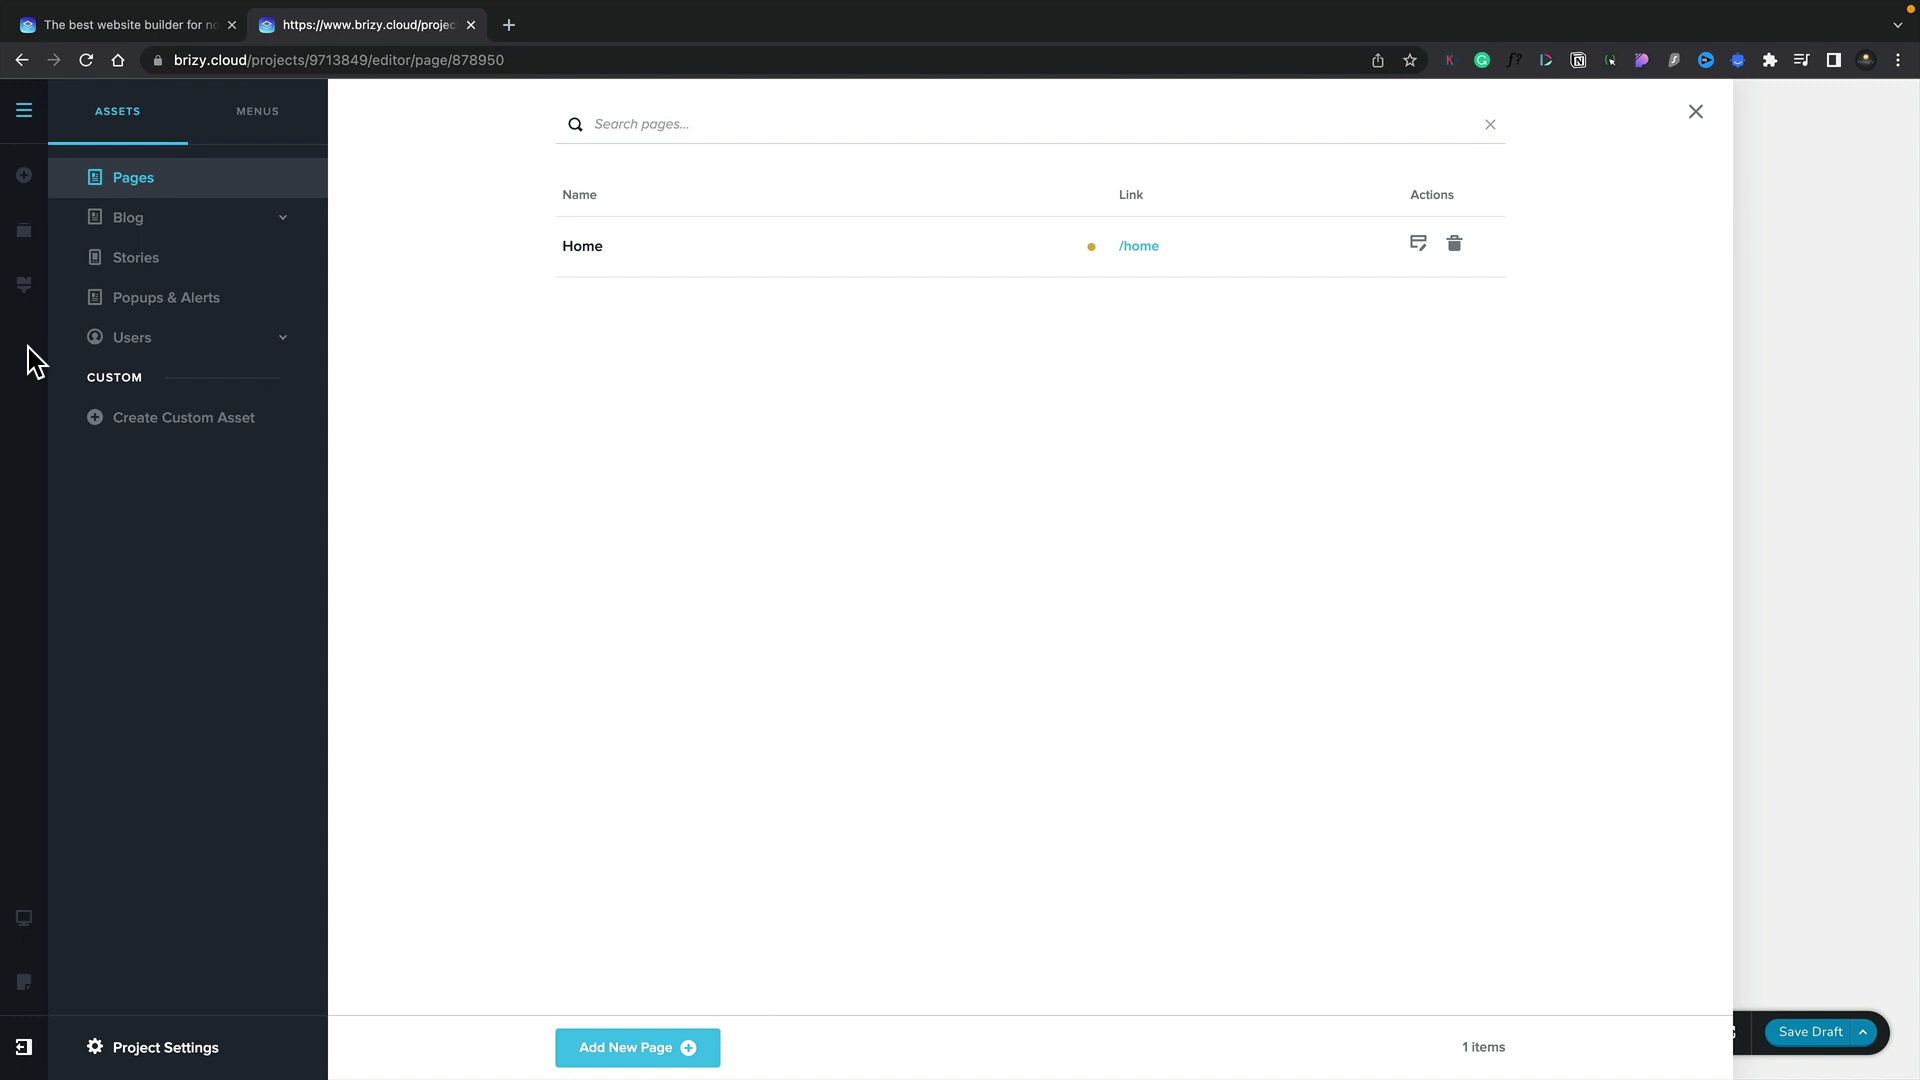 The best website builder for no
https://www.brizy.cloud/projec
brizy.cloud/projects/9713849/editor/page/878950
ASSETS
MENUS
Search pages...
Pages
Blog
Stories
Popups & Alerts
Users
CUSTOM
Create Custom Asset
Name
Link
Actions
Home
/home
Project Settings
Add New Page
1 items
Save Draft